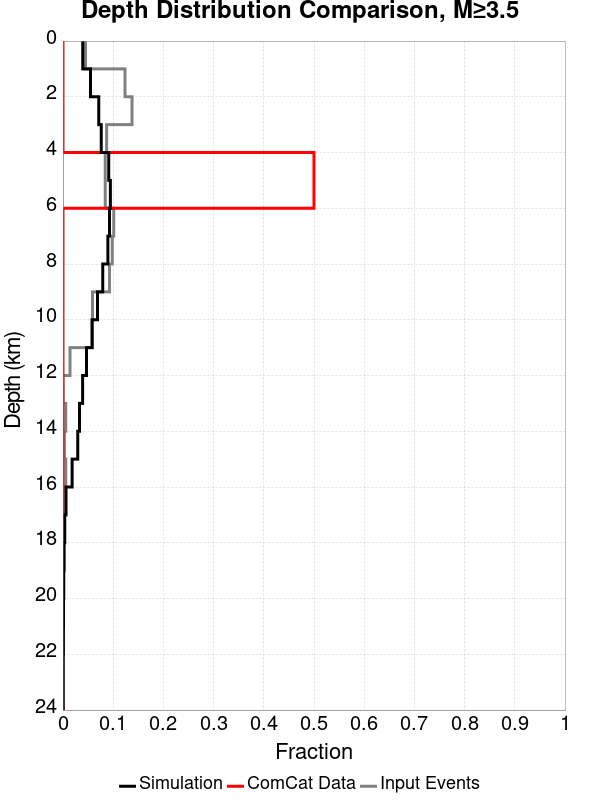 Depth Distribution Comparison, M≥3.5
0
2
4
6
8
10
12
14
16
18
20
22
24
Depth (km)
0 0.1 0.2 0.3 0.4 0.5 0.6 0.7 0.8 0.9 1
Fraction
Simulation ComCat Data Input Events